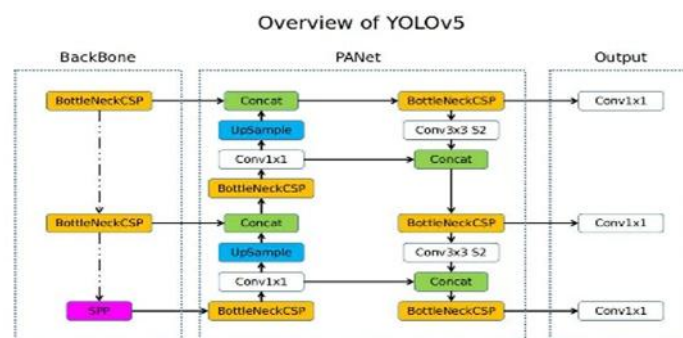 Overview of YOLOv5
BackBone
PANet
Output
BottleNeckCSP
Concat
BottleNeckCSP
Conv1x1
UpSample
Conv3x3 S2
Conv1x1
Concat
BottleNeckCSP
BottleNeckCSP
Concat
BottleNeckCSP
Conv1x1
UpSample
Conv3x3 S2
Conv1x1
Concat
SPP
BottleNeckCSP
BottleNeckCSP
Conv1x1